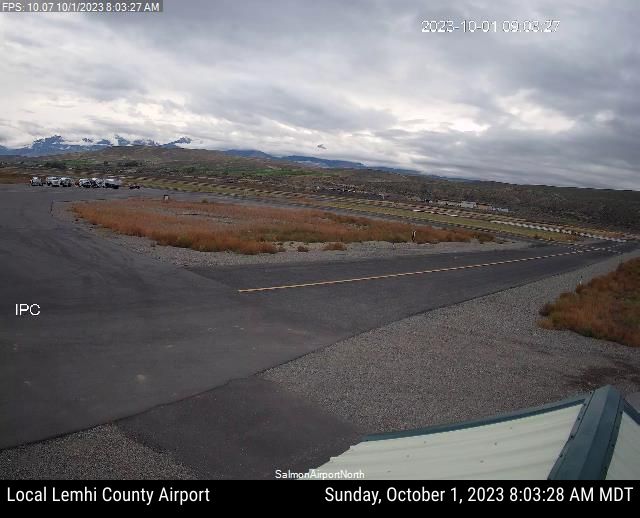 FPS: 10.07 10/1/2023 8:03:27 AM
2023-10-01 09:03:27
IPC
SalmonAirportNorth
Local Lemhi County Airport
Sunday, October 1, 2023 8:03:28 AM MDT